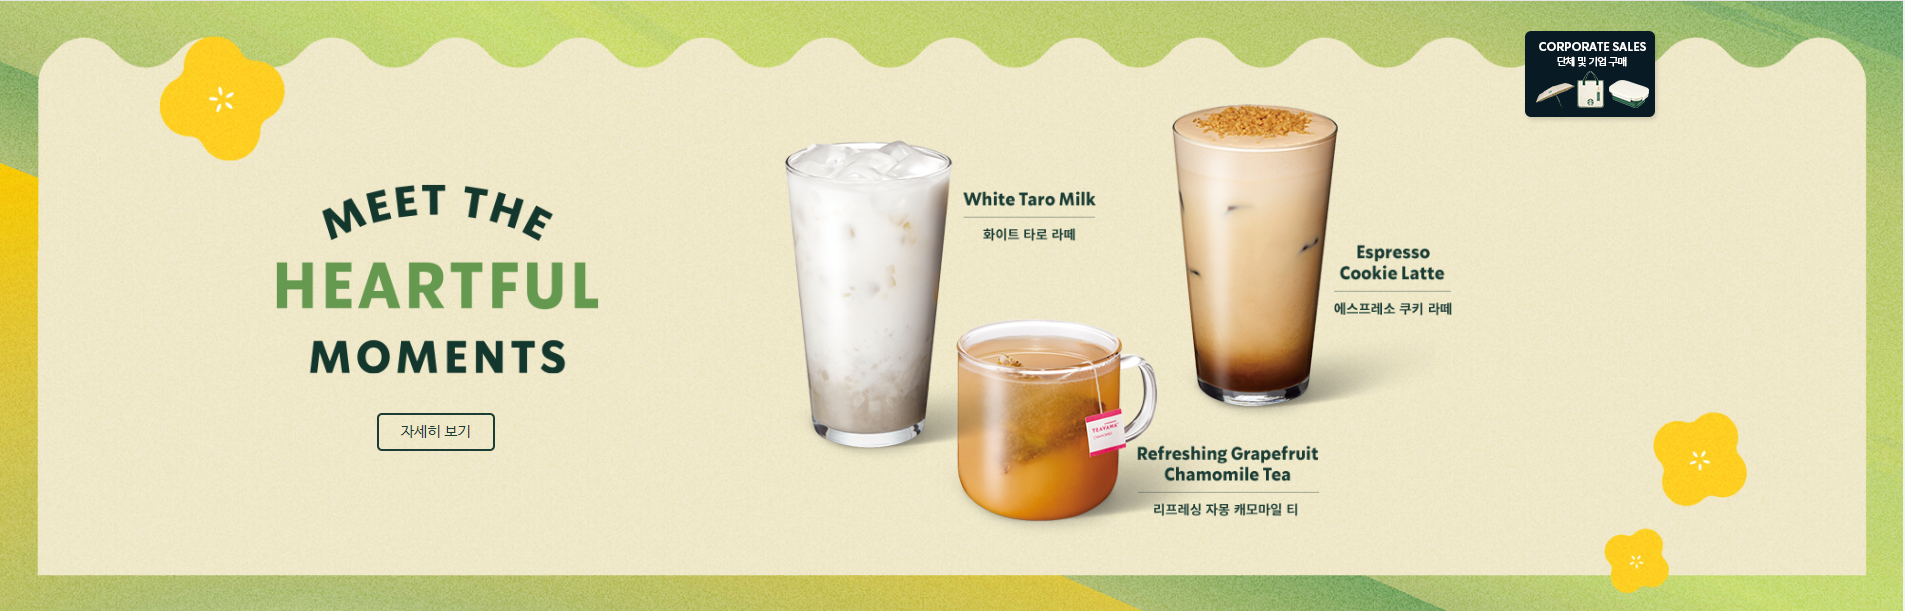 MEET THE
HEARTFUL
MOMENTS
자세히 보기
White Taro Milk
화이트 타로 라떼
Espresso
Cookie Latte
에스프레소 쿠키 라떼
TEAVANA
Refreshing Grapefruit
Chamomile Tea
리프레싱 자몽 캐모마일 티
CORPORATE SALES
단체 및 기업 구매